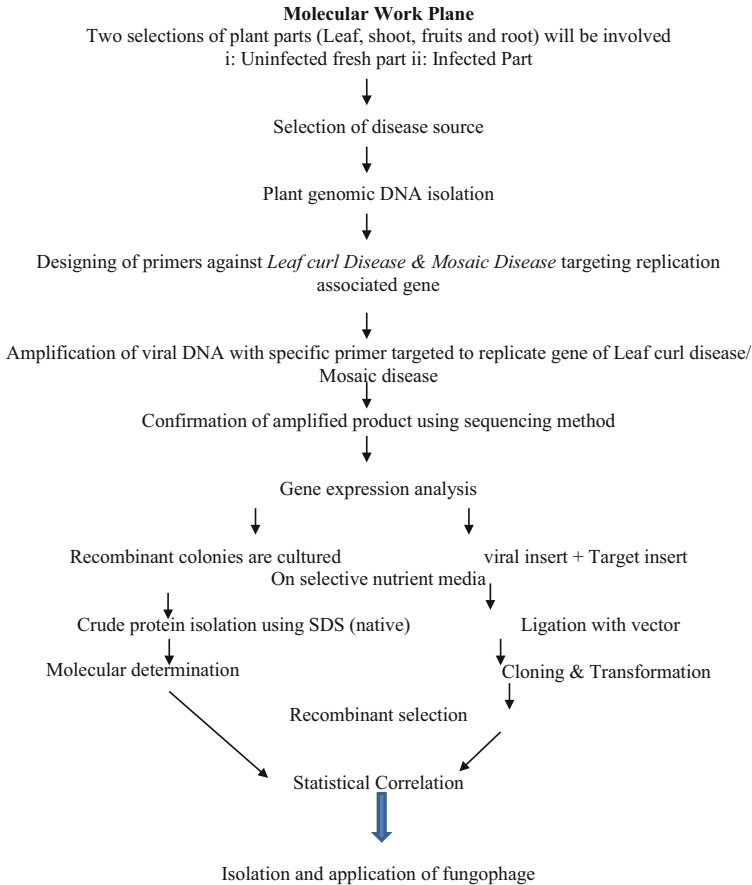 Molecular Work Plane
Two selections of plant parts (Leaf, shoot, fruits and root) will be involved
i: Uninfected fresh part ii: Infected Part
Selection of disease source
Plant genomic DNA isolation
Designing of primers against Leaf curl Disease & Mosaic Disease targeting replication
associated gene
Amplification of viral DNA with specific primer targeted to replicate gene of Leaf curl disease/
Mosaic disease
Confirmation of amplified product using sequencing method
Gene expression analysis
Recombinant colonies are cultured
viral insert + Target insert
On selective nutrient media
Crude protein isolation using SDS (native)
Ligation with vector
Molecular determination
Cloning & Transformation
Recombinant selection
Statistical Correlation
Isolation and application of fungophage